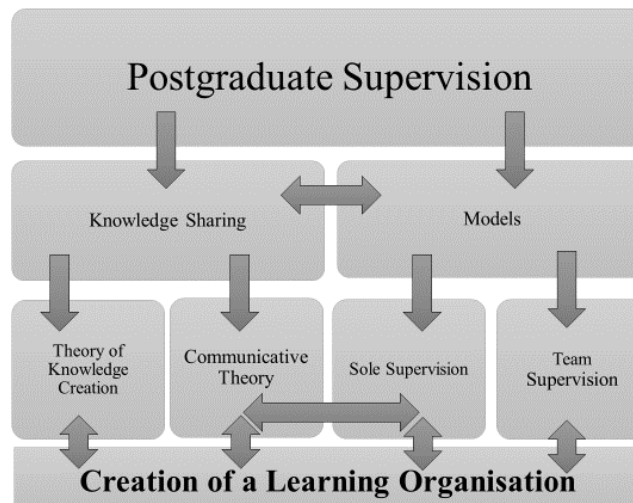 Postgraduate Supervision
Knowledge Sharing
Models
Theory of
Knowledge
Creation
Communicative
Theory
Sole Supervision
Team
Supervision
Creation of a Learning Organisation